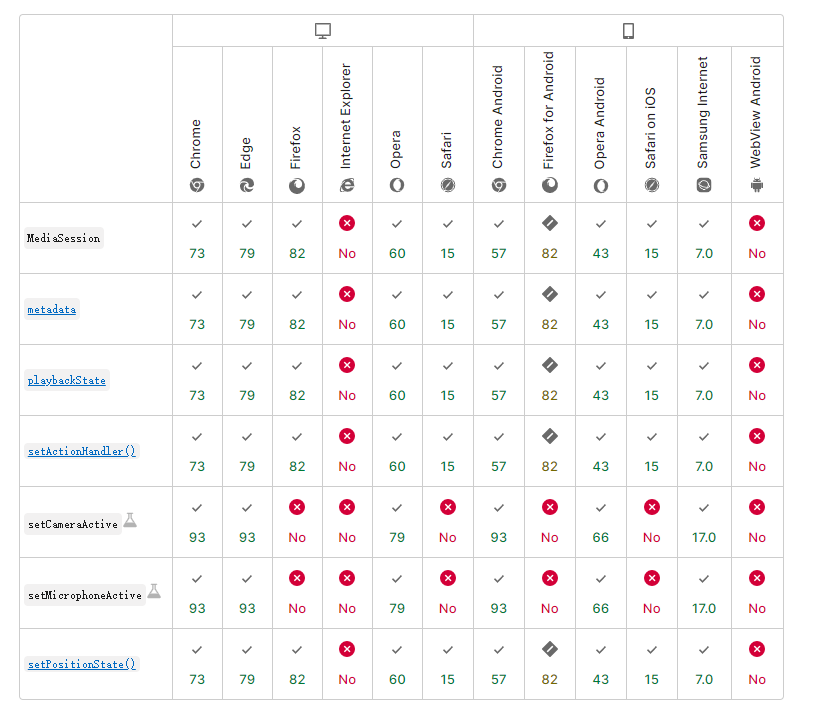 Chrome Edge Firefox Internet Explorer Opera Safari Chrome Android Firefox for Android Opera Android Safari on iOS Samsung Internet WebView Android
MediaSession
73 79 82 No 60 15 57 82 43 15 7.0 No
metadata
73 79 82 No 60 15 57 82 43 15 7.0 No
playbackState
73 79 82 No 60 15 57 82 43 15 7.0 No
setActionHandler()
73 79 82 No 60 15 57 82 43 15 7.0 No
setCameraActive
93 93 No No 79 No 93 No 66 No 17.0 No
setMicrophoneActive
93 93 No No 79 No 93 No 66 No 17.0 No
setPositionState()
73 79 82 No 60 15 57 82 43 15 7.0 No